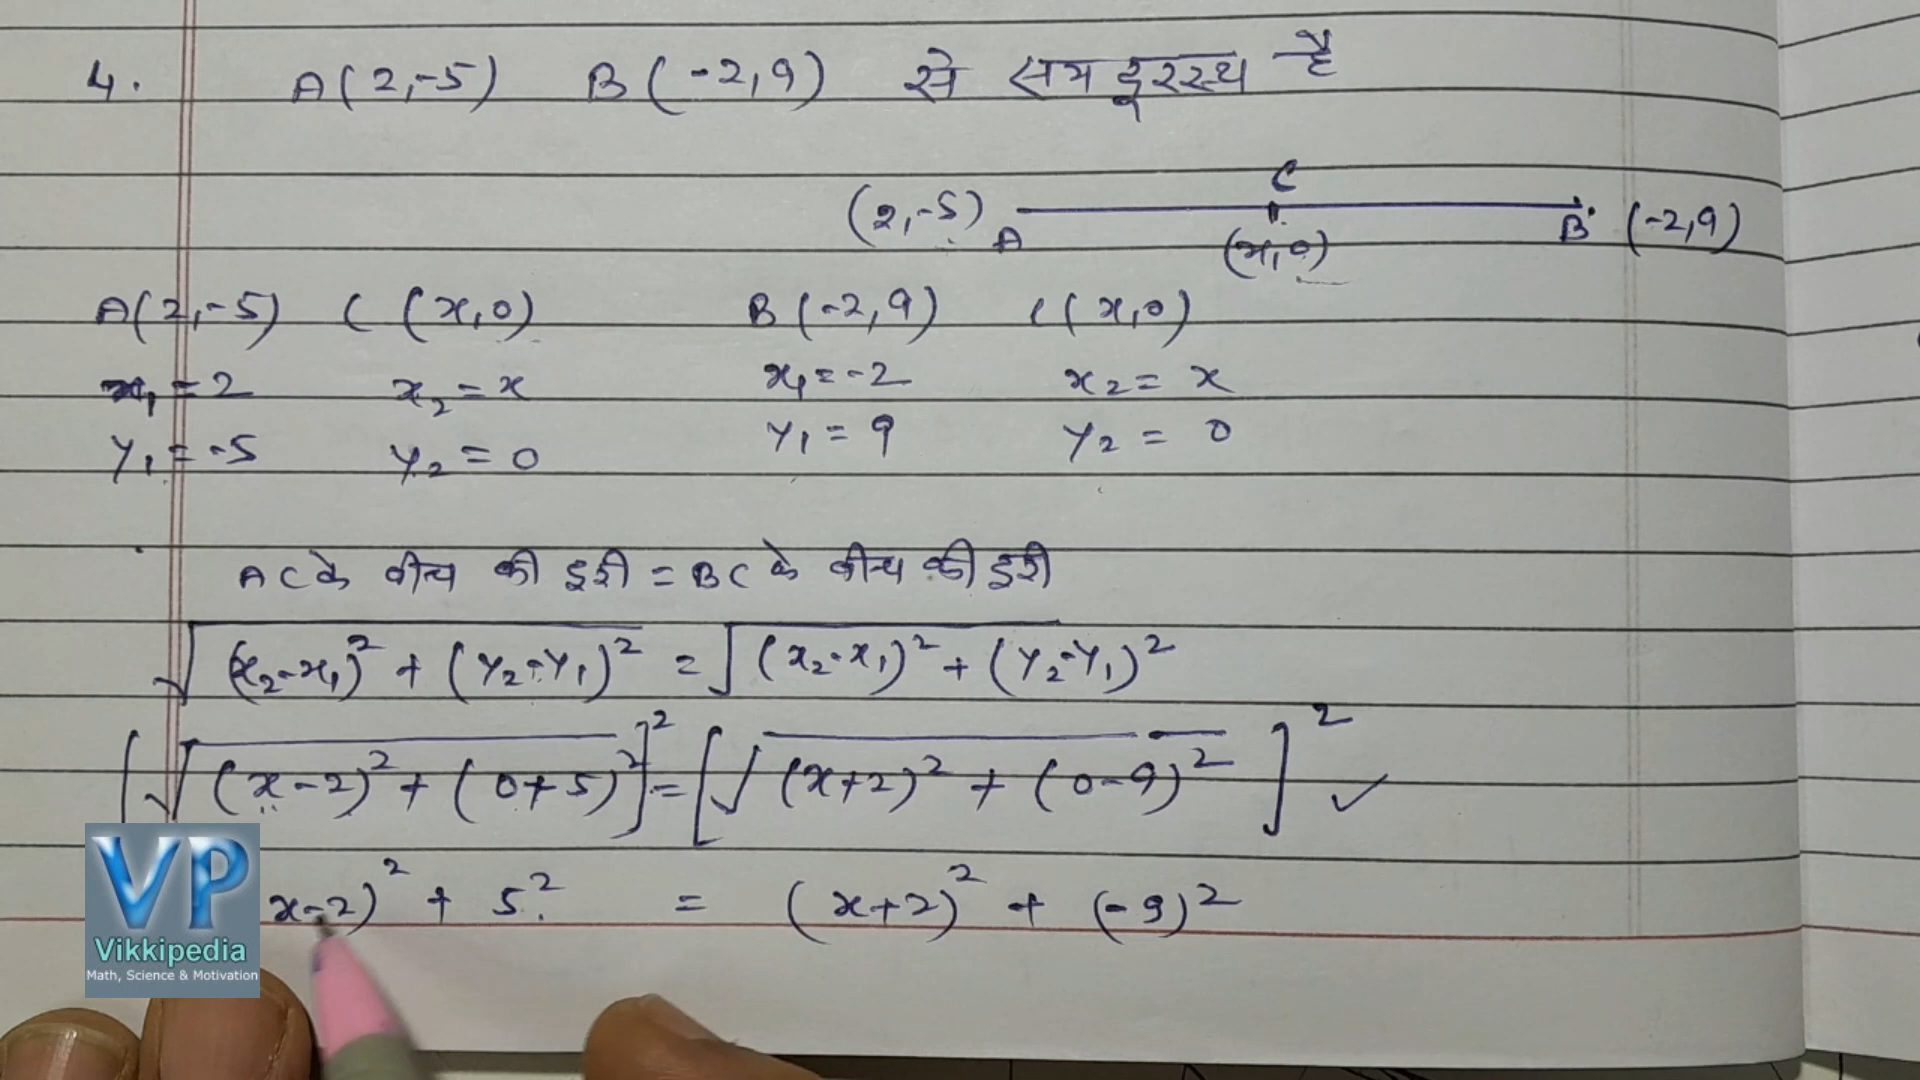 4. A(2,-5) B(-2,9) से समदूरस्थ है
C
(2,-5) A B (-2,9)
(x,0)
A(2,-5) C (x,0) B(-2,9) C(x,0)
x₁ = 2 x₂ = x x₁ = -2 x₂ = x
y₁ = -5 y₂ = 0 y₁ = 9 y₂ = 0
AC के बीच की दूरी = BC के बीच की दूरी
√(x₂-x₁)² + (y₂-y₁)² = √(x₂-x₁)² + (y₂-y₁)²
[√(x-2)² + (0+5)²]² = [√(x+2)² + (0-9)²]² ✓
x-2)² + 5² = (x+2)² + (-9)²
VP
Vikkipedia
Math, Science & Motivation